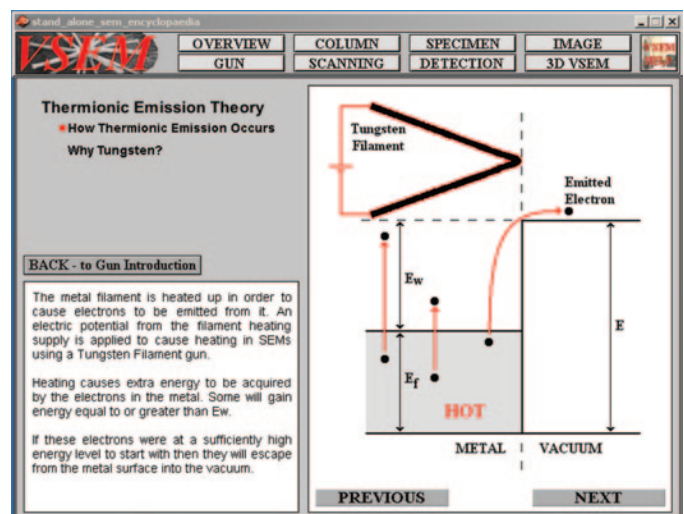 stand_alone_sem_encyclopaedia
VSEM
OVERVIEW
COLUMN
SPECIMEN
IMAGE
GUN
SCANNING
DETECTION
3D VSEM
Thermionic Emission Theory
How Thermionic Emission Occurs
Why Tungsten?
BACK - to Gun Introduction
The metal filament is heated up in order to
cause electrons to be emitted from it. An
electric potential from the filament heating
supply is applied to cause heating in SEMs
using a Tungsten Filament gun.
Heating causes extra energy to be acquired
by the electrons in the metal. Some will gain
energy equal to or greater than Ew.
If these electrons were at a sufficiently high
energy level to start with then they will escape
from the metal surface into the vacuum.
Tungsten
Filament
Emitted
Electron
Ew
E
Ef
HOT
METAL
VACUUM
PREVIOUS
NEXT